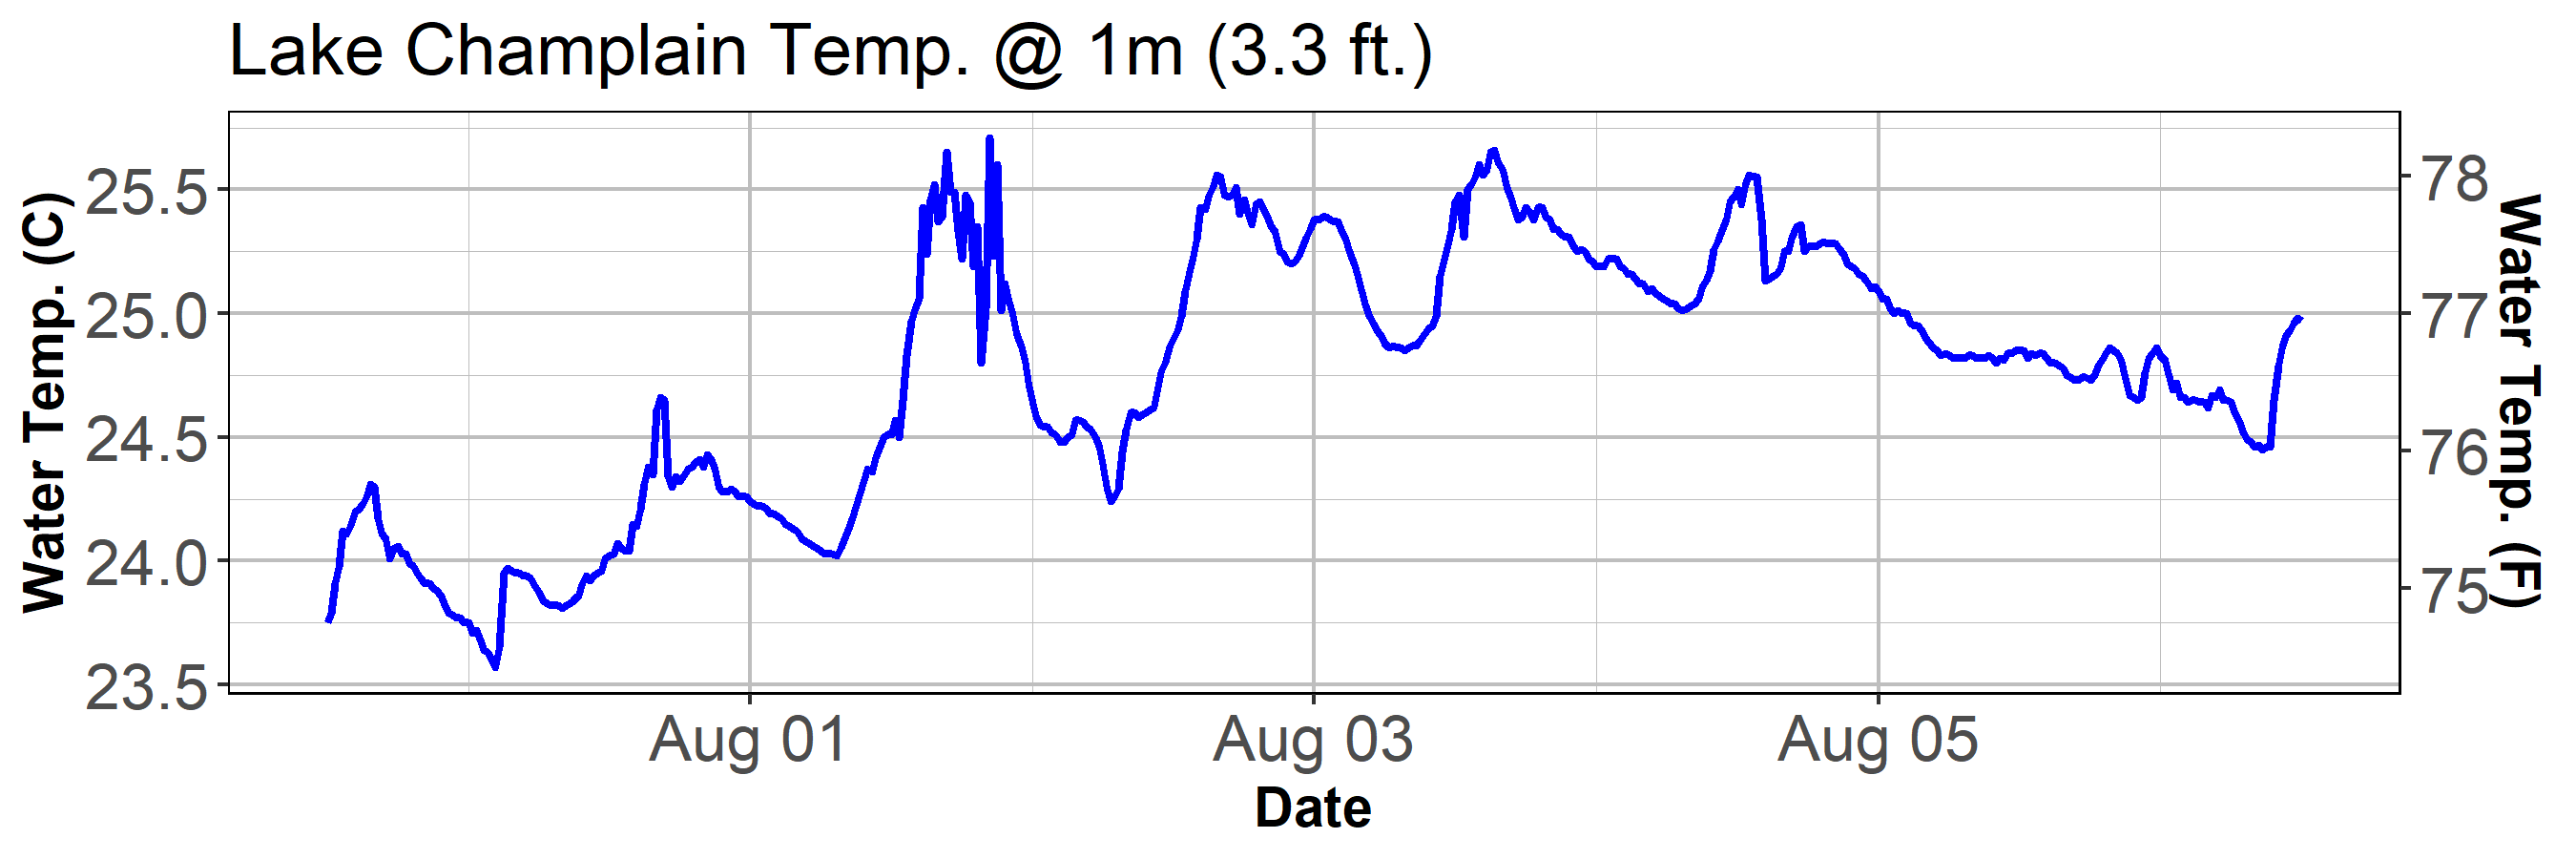 Lake Champlain Temp. @ 1m (3.3 ft.)
Water Temp. (C)
25.5
25.0
24.5
24.0
23.5
78
77
76
75
Water Temp. (F)
Aug 01
Aug 03
Aug 05
Date